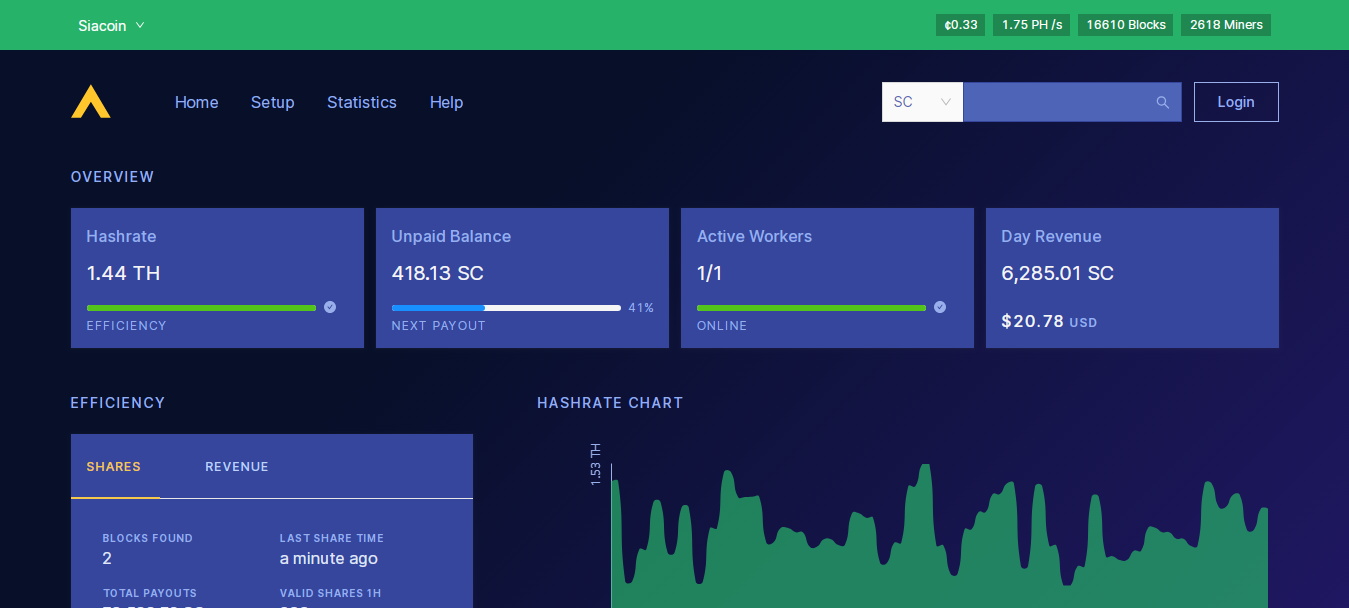 Siacoin ¢0.33 1.75 PH /s 16610 Blocks 2618 Miners
Home Setup Statistics Help SC Login
OVERVIEW
Hashrate Unpaid Balance Active Workers Day Revenue
1.44 TH 418.13 SC 1/1 6,285.01 SC
41%
EFFICIENCY NEXT PAYOUT ONLINE $20.78 USD
EFFICIENCY HASHRATE CHART
1.53 TH
SHARES REVENUE
BLOCKS FOUND LAST SHARE TIME
2 a minute ago
TOTAL PAYOUTS VALID SHARES 1H